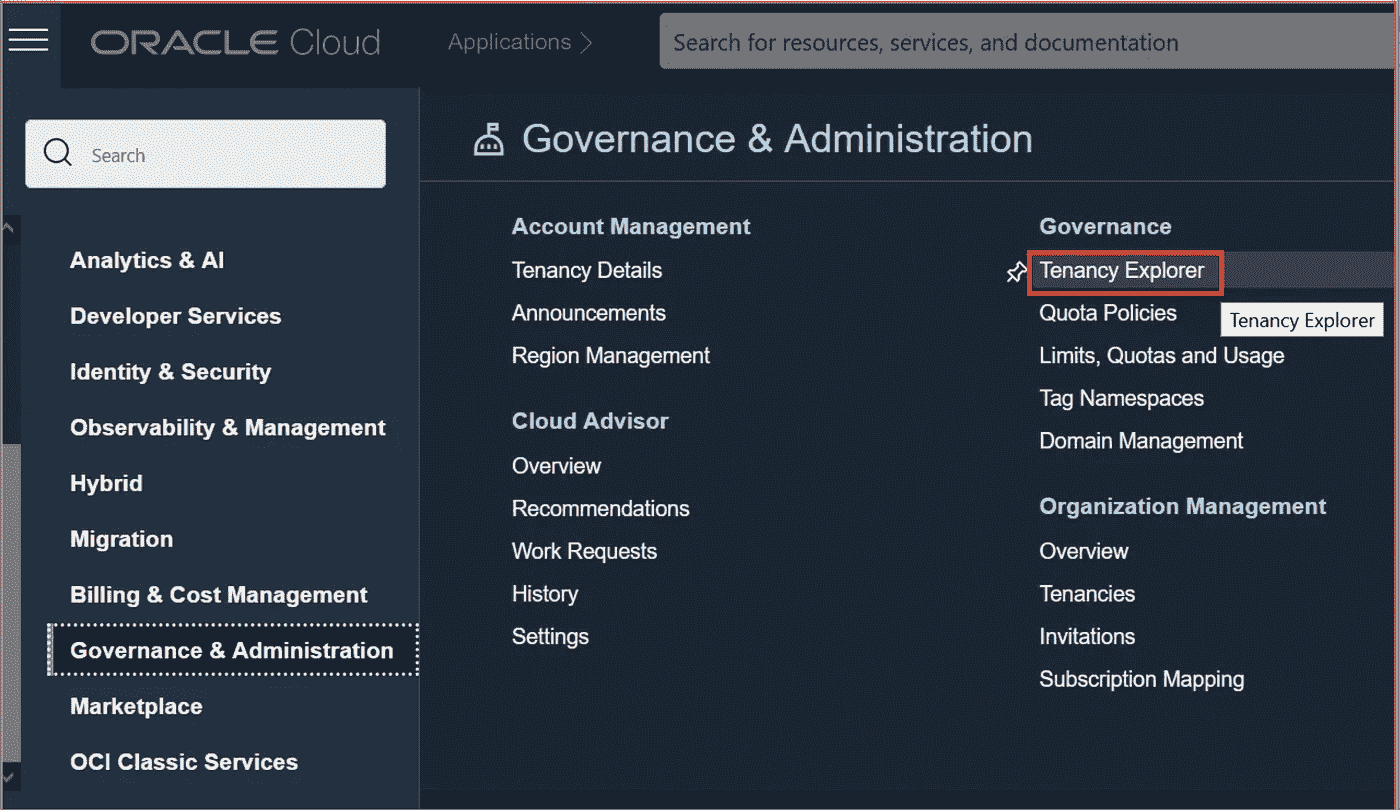 ORACLE Cloud
Applications
Search for resources, services, and documentation
Search
Analytics & AI
Developer Services
Identity & Security
Observability & Management
Hybrid
Migration
Billing & Cost Management
Governance & Administration
Marketplace
OCI Classic Services
Governance & Administration
Account Management
Tenancy Details
Announcements
Region Management
Cloud Advisor
Overview
Recommendations
Work Requests
History
Settings
Governance
Tenancy Explorer
Quota Policies
Tenancy Explorer
Limits, Quotas and Usage
Tag Namespaces
Domain Management
Organization Management
Overview
Tenancies
Invitations
Subscription Mapping